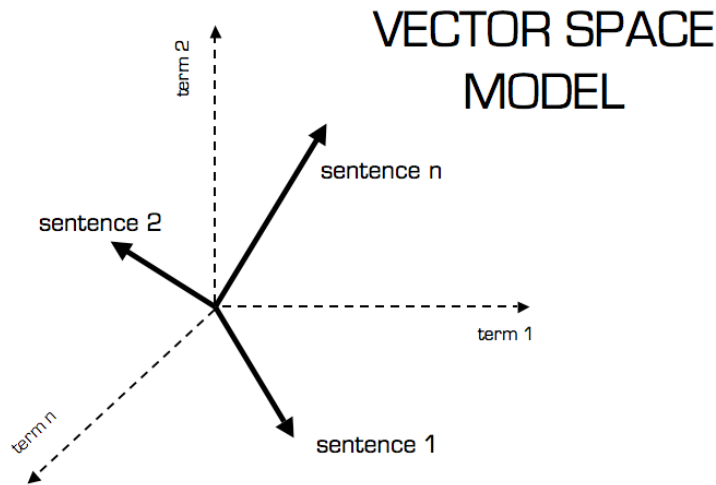 VECTOR SPACE
MODEL
term 2
sentence n
sentence 2
term 1
term n
sentence 1